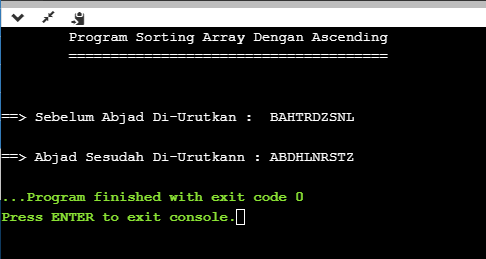 Program Sorting Array Dengan Ascending
======================================
==> Sebelum Abjad Di-Urutkan :  BAHTRDZSNL
==> Abjad Sesudah Di-Urutkann : ABDHLNRSTZ
...Program finished with exit code 0
Press ENTER to exit console.